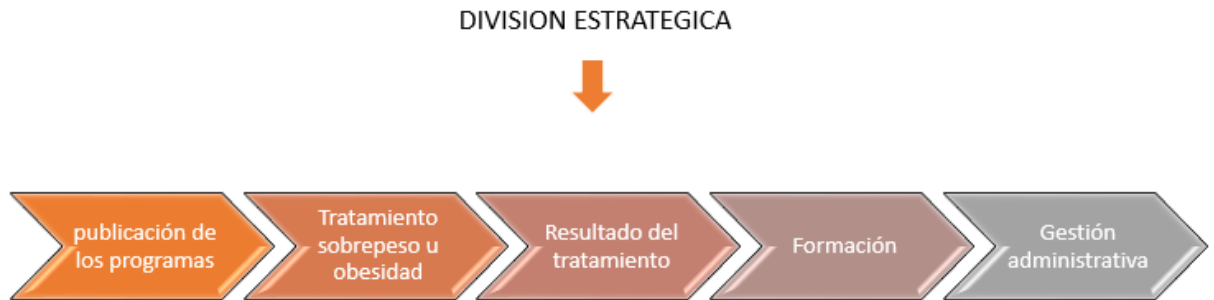 DIVISION ESTRATEGICA
publicación de
los programas
Tratamiento
sobrepeso u
obesidad
Resultado del
tratamiento
Formación
Gestión
administrativa